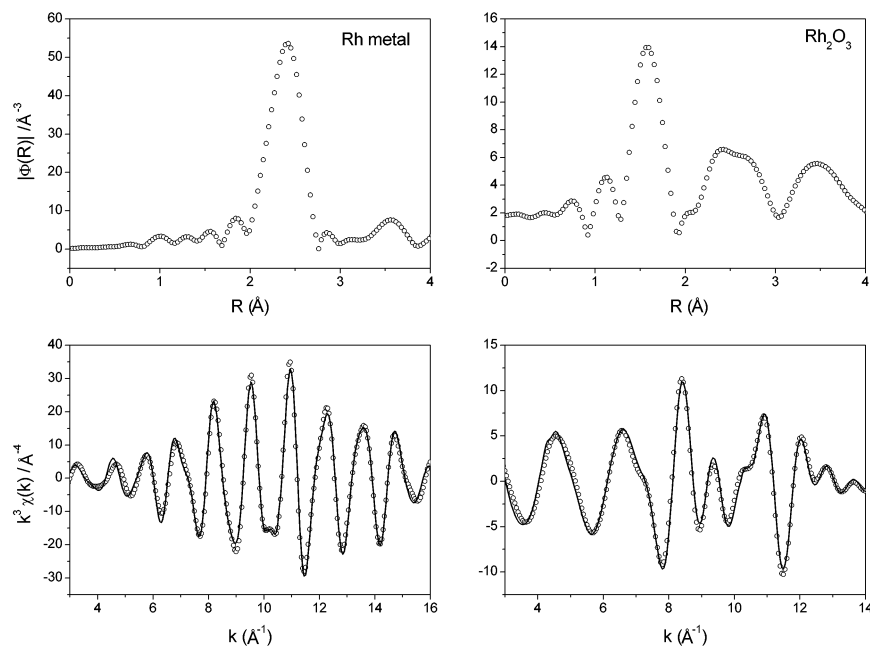 Rh metal
|Φ(R)| /Å⁻³
60
50
40
30
20
10
0
0 1 2 3 4
R (Å)
Rh₂O₃
16
14
12
10
8
6
4
2
0
-2
0 1 2 3 4
R (Å)
k³ χ(k) / Å⁻⁴
40
30
20
10
0
-10
-20
-30
4 6 8 10 12 14 16
k (Å⁻¹)
15
10
5
0
-5
-10
4 6 8 10 12 14
k (Å⁻¹)